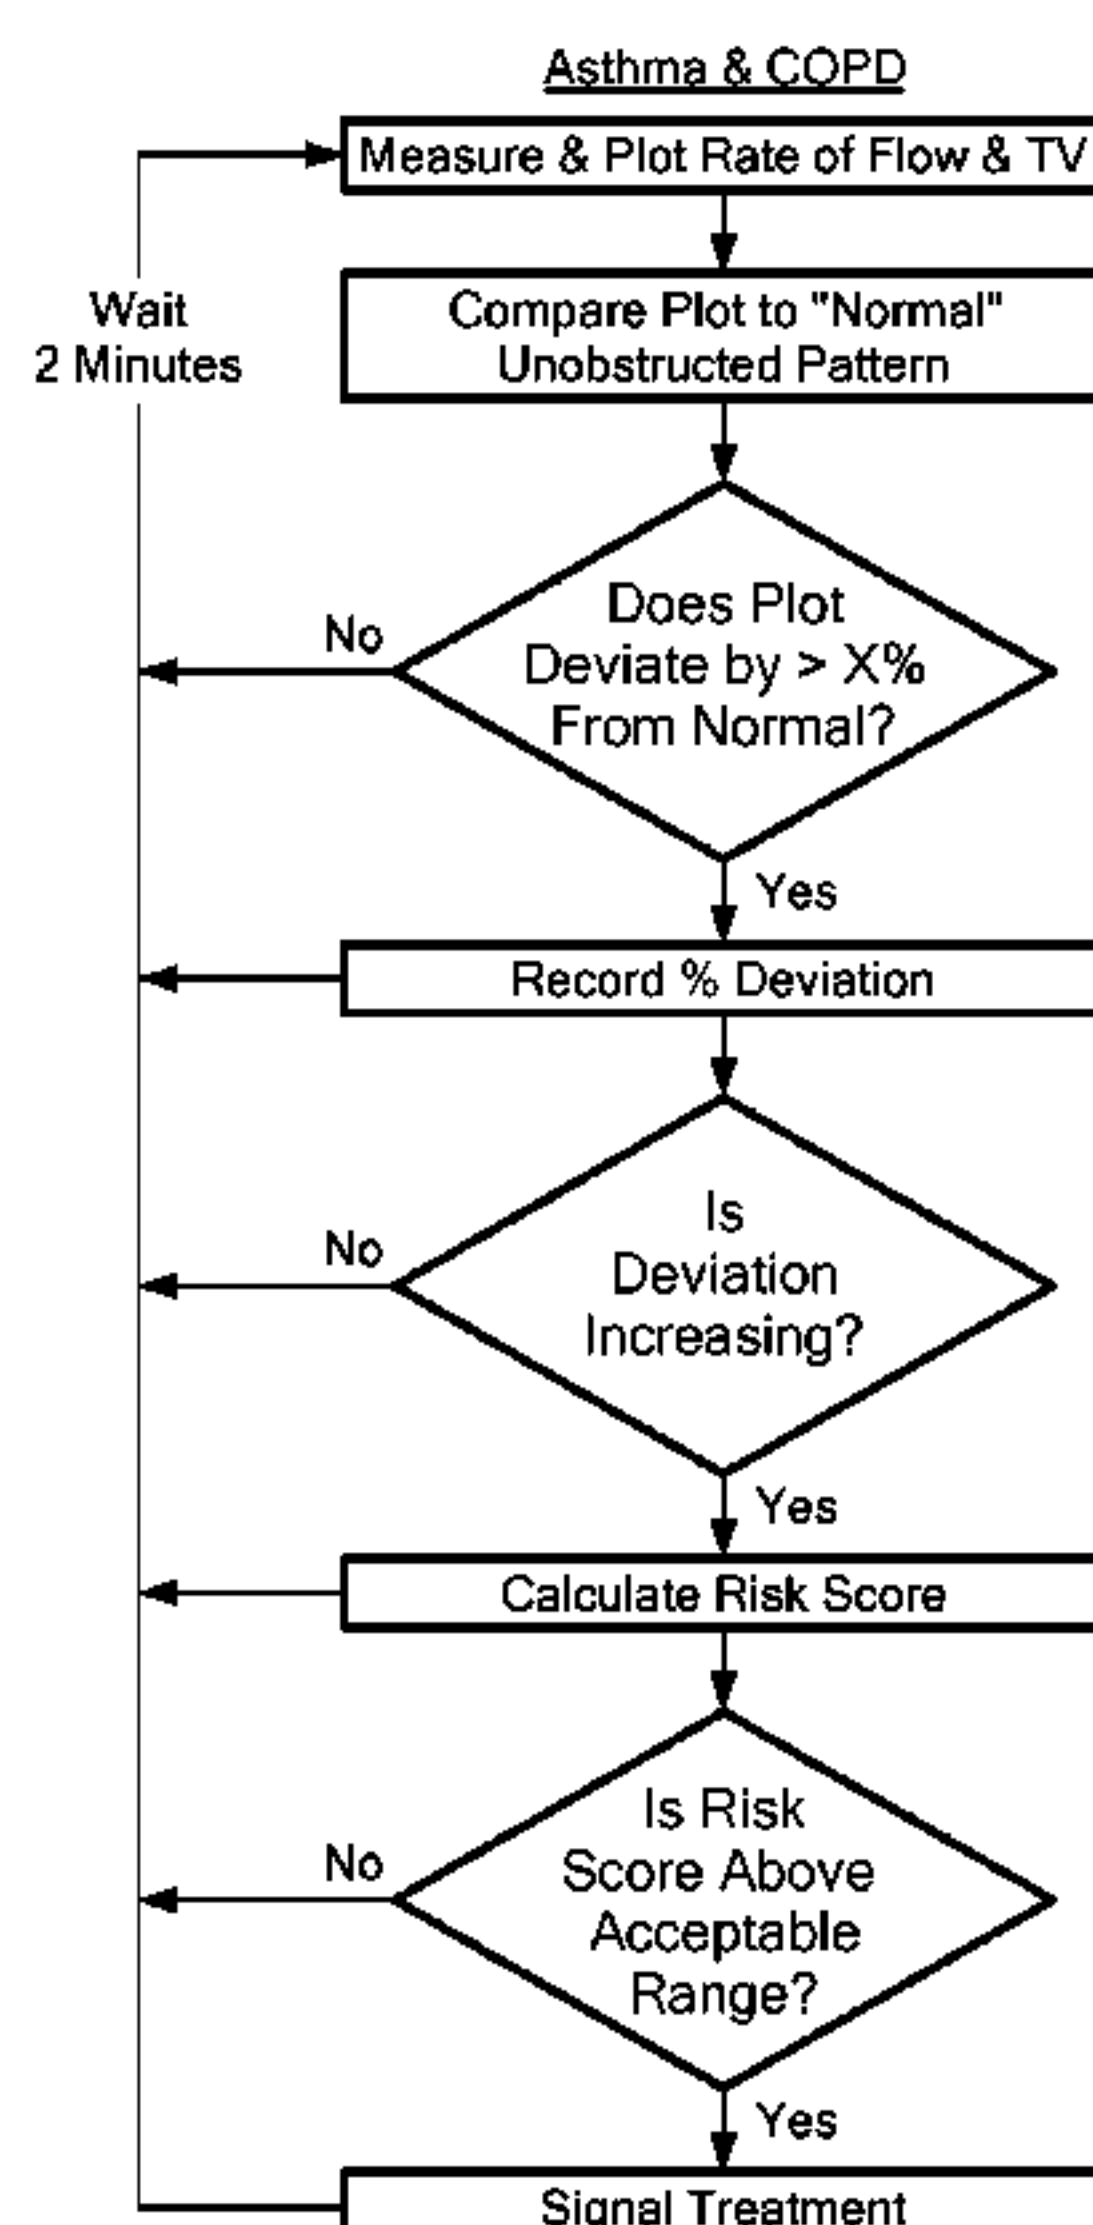 Asthma & COPD
Measure & Plot Rate of Flow & TV
Wait
2 Minutes
Compare Plot to "Normal"
Unobstructed Pattern
Does Plot
Deviate by > X%
From Normal?
No
Yes
Record % Deviation
Is
Deviation
Increasing?
No
Yes
Calculate Risk Score
Is Risk
Score Above
Acceptable
Range?
No
Yes
Signal Treatment